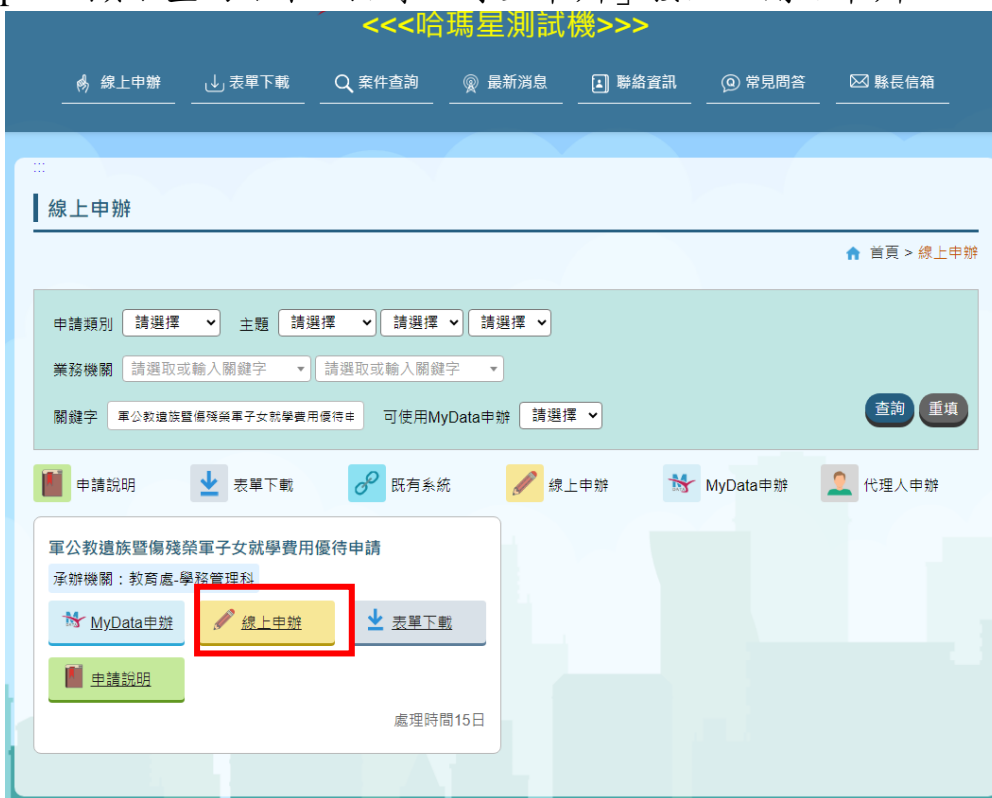 <<<哈瑪星測試機>>>
線上申辦 表單下載 案件查詢 最新消息 聯絡資訊 常見問答 縣長信箱
:::
線上申辦
首頁 > 線上申辦
申請類別 請選擇 主題 請選擇 請選擇 請選擇
業務機關 請選取或輸入關鍵字 請選取或輸入關鍵字
關鍵字 軍公教遺族暨傷殘榮軍子女就學費用優待申 可使用MyData申辦 請選擇 查詢 重填
申請說明 表單下載 既有系統 線上申辦 MyData申辦 代理人申辦
軍公教遺族暨傷殘榮軍子女就學費用優待申請
承辦機關：教育處-學務管理科
MyData申辦 線上申辦 表單下載
申請說明
處理時間15日